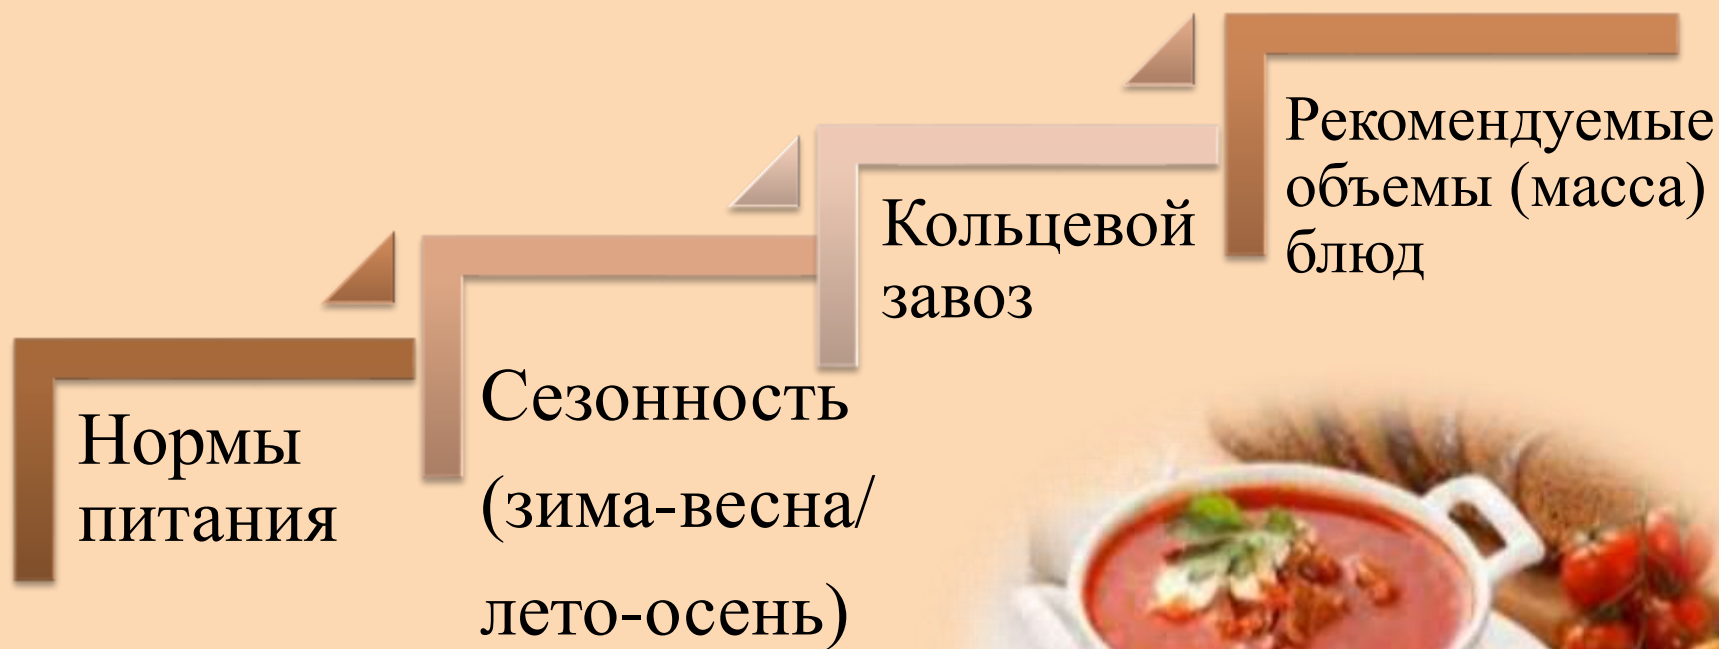 Нормы
питания
Сезонность
(зима-весна/
лето-осень)
Кольцевой
завоз
Рекомендуемые
объемы (масса)
блюд